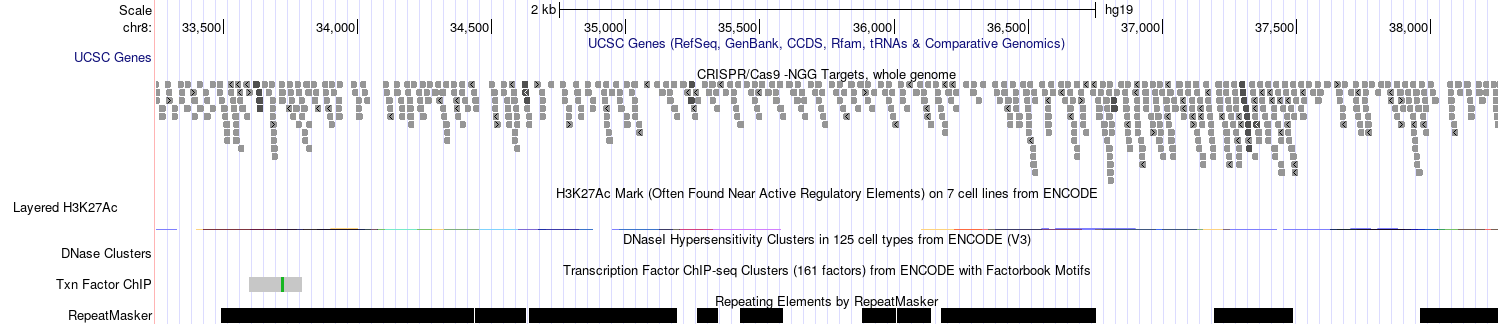 Scale 2 kb hg19
chr8: 33,500 34,000 34,500 35,000 35,500 36,000 36,500 37,000 37,500 38,000
UCSC Genes (RefSeq, GenBank, CCDS, Rfam, tRNAs & Comparative Genomics)
UCSC Genes
CRISPR/Cas9 -NGG Targets, whole genome
H3K27Ac Mark (Often Found Near Active Regulatory Elements) on 7 cell lines from ENCODE
Layered H3K27Ac
DNaseI Hypersensitivity Clusters in 125 cell types from ENCODE (V3)
DNase Clusters
Transcription Factor ChIP-seq Clusters (161 factors) from ENCODE with Factorbook Motifs
Txn Factor ChIP
Repeating Elements by RepeatMasker
RepeatMasker